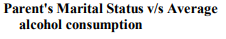 Parent's Marital Status v/s Average
alcohol consumption